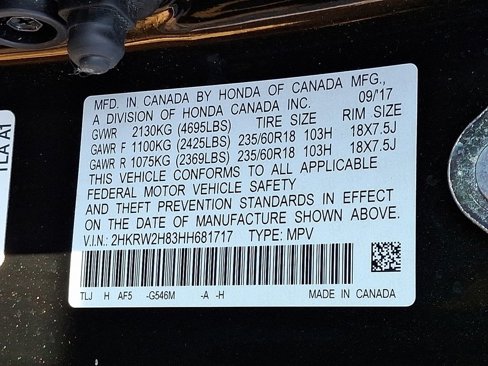 MFD. IN CANADA BY HONDA OF CANADA MFG.,
A DIVISION OF HONDA CANADA INC. 09/17
GVWR 2130KG (4695LBS) TIRE SIZE RIM SIZE
GAWR F 1100KG (2425LBS) 235/60R18 103H 18X7.5J
GAWR R 1075KG (2369LBS) 235/60R18 103H 18X7.5J
THIS VEHICLE CONFORMS TO ALL APPLICABLE
FEDERAL MOTOR VEHICLE SAFETY
AND THEFT PREVENTION STANDARDS IN EFFECT
ON THE DATE OF MANUFACTURE SHOWN ABOVE.
V.I.N.: 2HKRW2H83HH681717 TYPE: MPV
TLJ H AF5 -G546M -A -H MADE IN CANADA
TLA A1